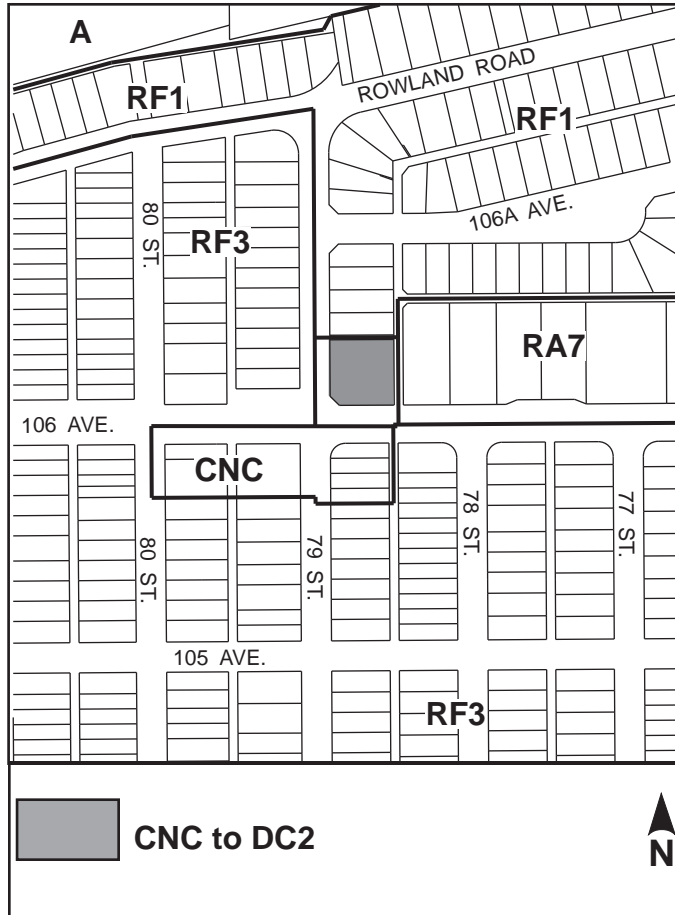 A
RF1
ROWLAND ROAD
RF1
80 ST.
RF3
106A AVE.
RA7
106 AVE.
CNC
80 ST.
79 ST.
78 ST.
77 ST.
105 AVE.
RF3
CNC to DC2
N